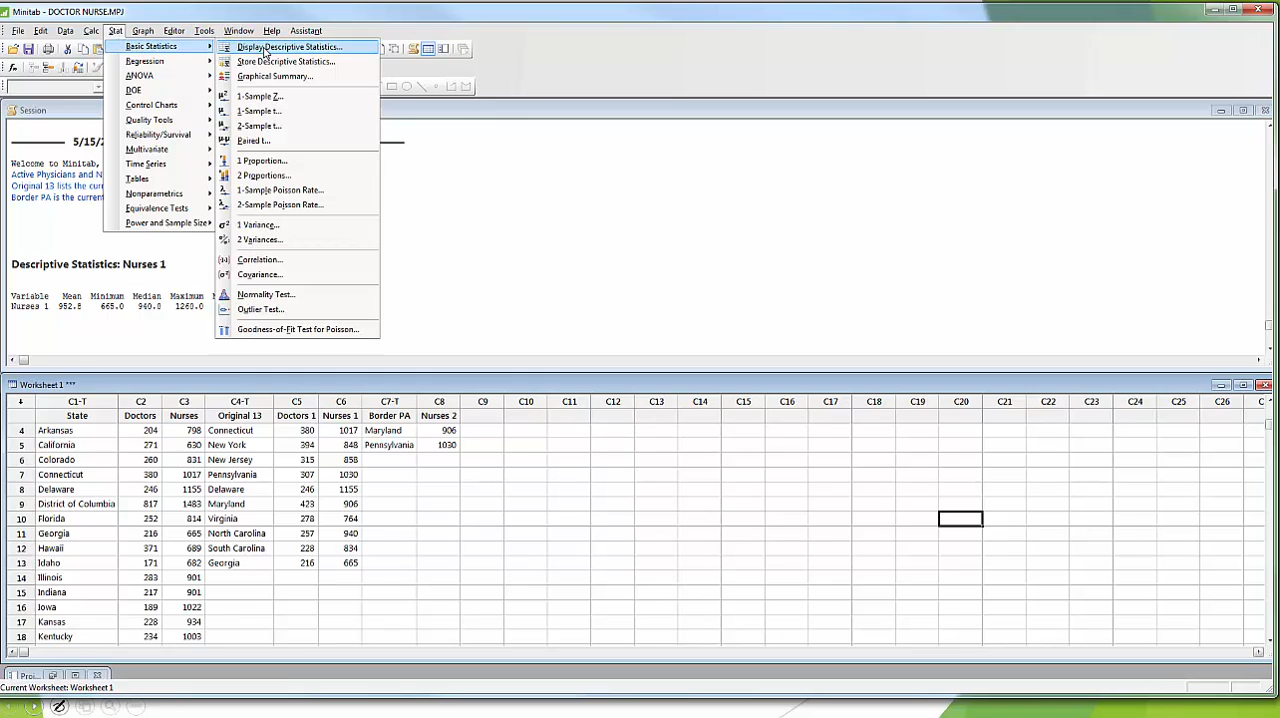 Minitab - DOCTOR NURSE.MPJ
File Edit Data Calc Stat Graph Editor Tools Window Help Assistant
Basic Statistics
Regression
ANOVA
DOE
Control Charts
Quality Tools
Reliability/Survival
Multivariate
Time Series
Tables
Nonparametrics
Equivalence Tests
Power and Sample Size
Display Descriptive Statistics...
Store Descriptive Statistics...
Graphical Summary...
1-Sample Z...
1-Sample t...
2-Sample t...
Paired t...
1 Proportion...
2 Proportions...
1-Sample Poisson Rate...
2-Sample Poisson Rate...
1 Variance...
2 Variances...
Correlation...
Covariance...
Normality Test...
Outlier Test...
Goodness-of-Fit Test for Poisson...
Session
5/15/2
Welcome to Minitab,
Active Physicians and N
Original 13 lists the cur
Border PA is the curren
Descriptive Statistics: Nurses 1
Variable Mean Minimum Median Maximum
Nurses 1 952.8 665.0 940.0 1260.0
Worksheet 1 ***
C1-T C2 C3 C4-T C5 C6 C7-T C8 C9 C10 C11 C12 C13 C14 C15 C16 C17 C18 C19 C20 C21 C22 C23 C24 C25 C26 C
State Doctors Nurses Original 13 Doctors 1 Nurses 1 Border PA Nurses 2
4 Arkansas 204 798 Connecticut 380 1017 Maryland 906
5 California 271 630 New York 394 848 Pennsylvania 1030
6 Colorado 260 831 New Jersey 315 858
7 Connecticut 380 1017 Pennsylvania 307 1030
8 Delaware 246 1155 Delaware 246 1155
9 District of Columbia 817 1483 Maryland 423 906
10 Florida 252 814 Virginia 278 764
11 Georgia 216 665 North Carolina 257 940
12 Hawaii 371 689 South Carolina 228 834
13 Idaho 171 682 Georgia 216 665
14 Illinois 283 901
15 Indiana 217 901
16 Iowa 189 1022
17 Kansas 228 934
18 Kentucky 234 1003
Proj...
Current Worksheet: Worksheet 1